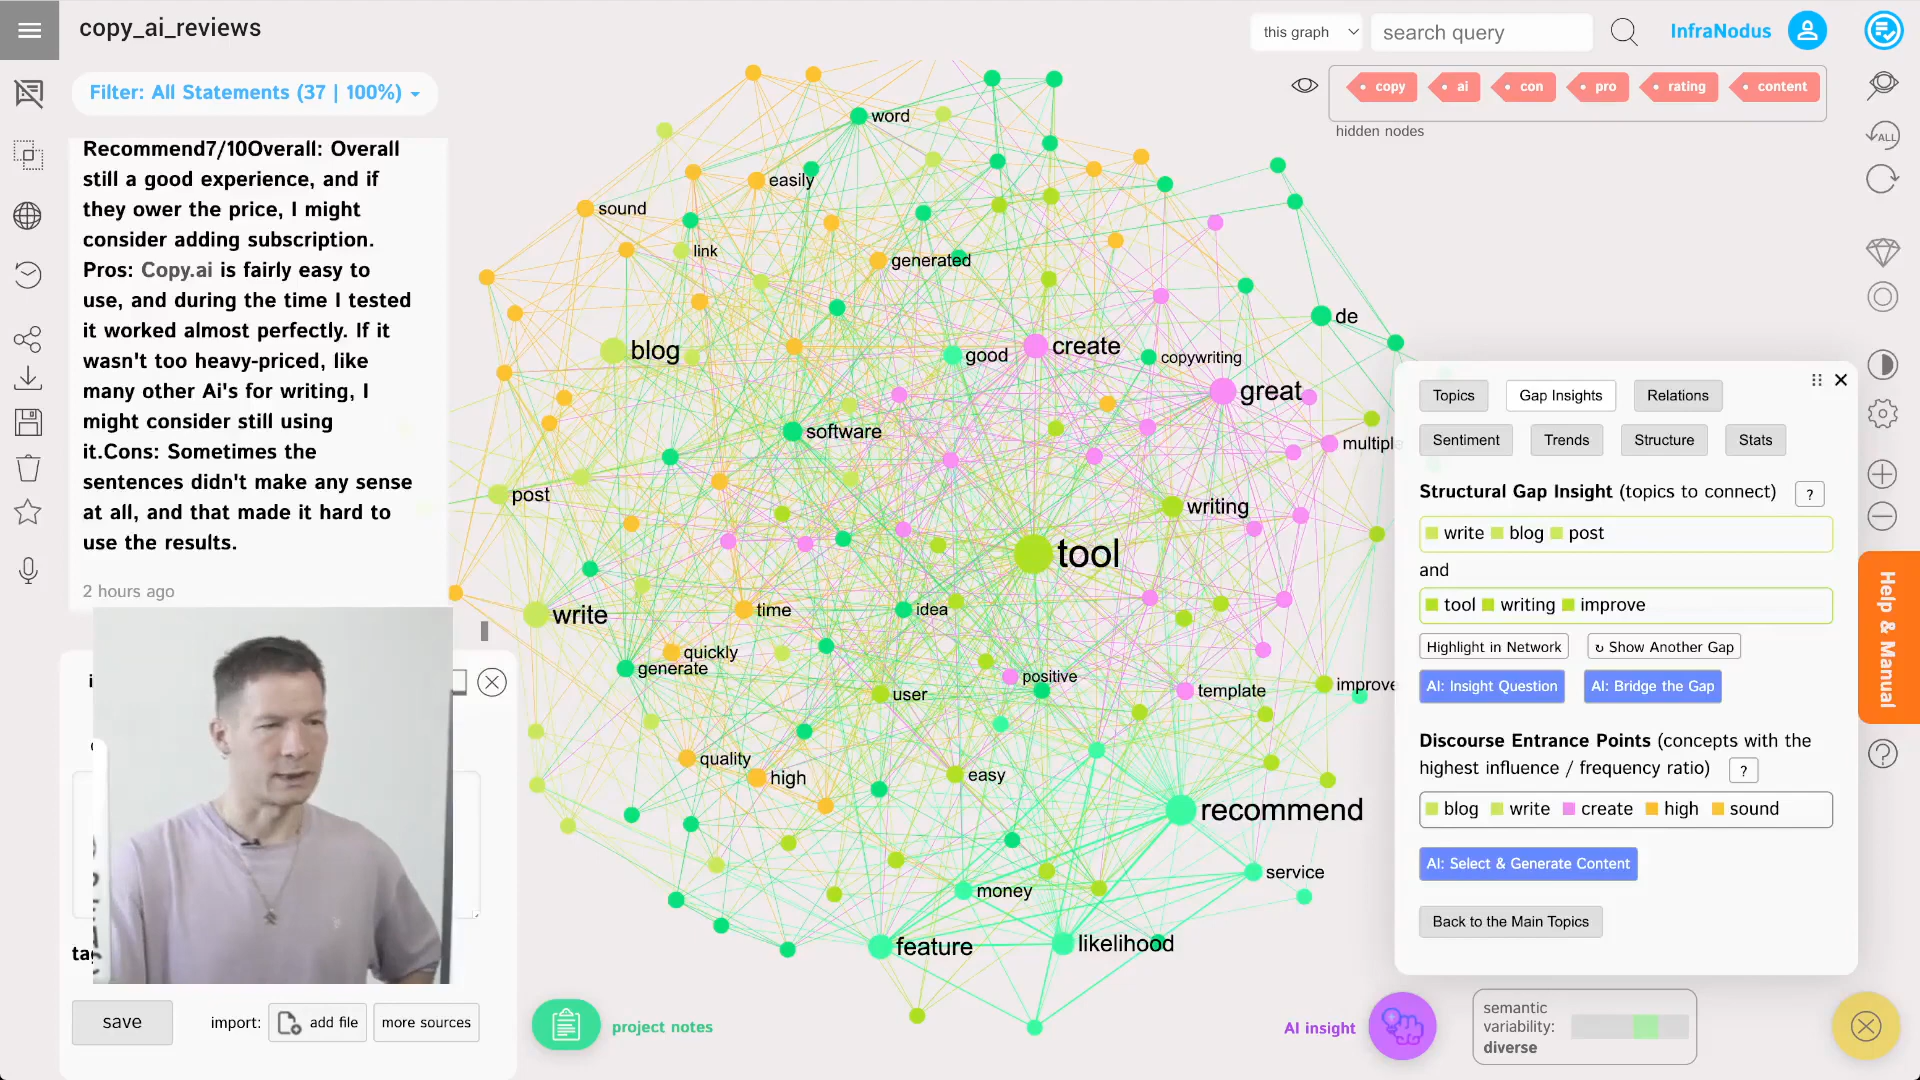 copy_ai_reviews
this graph
search query
InfraNodus
Filter: All Statements (37 | 100%)
Recommend7/10Overall: Overall
still a good experience, and if
they ower the price, I might
consider adding subscription.
Pros: Copy.ai is fairly easy to
use, and during the time I tested
it worked almost perfectly. If it
wasn't too heavy-priced, like
many other Ai's for writing, I
might consider still using
it.Cons: Sometimes the
sentences didn't make any sense
at all, and that made it hard to
use the results.
2 hours ago
save
import:
add file
more sources
project notes
word
easily
sound
link
generated
de
blog
good
create
copywriting
great
software
multiple
post
writing
tool
time
idea
write
quickly
generate
positive
user
template
improve
quality
high
easy
recommend
service
money
feature
likelihood
copy
ai
con
pro
rating
content
hidden nodes
ALL
Topics
Gap Insights
Relations
Sentiment
Trends
Structure
Stats
Structural Gap Insight (topics to connect) ?
write blog post
and
tool writing improve
Highlight in Network
↻ Show Another Gap
AI: Insight Question
AI: Bridge the Gap
Discourse Entrance Points (concepts with the
highest influence / frequency ratio) ?
blog write create high sound
AI: Select & Generate Content
Back to the Main Topics
Help & Manual
AI insight
semantic
variability:
diverse